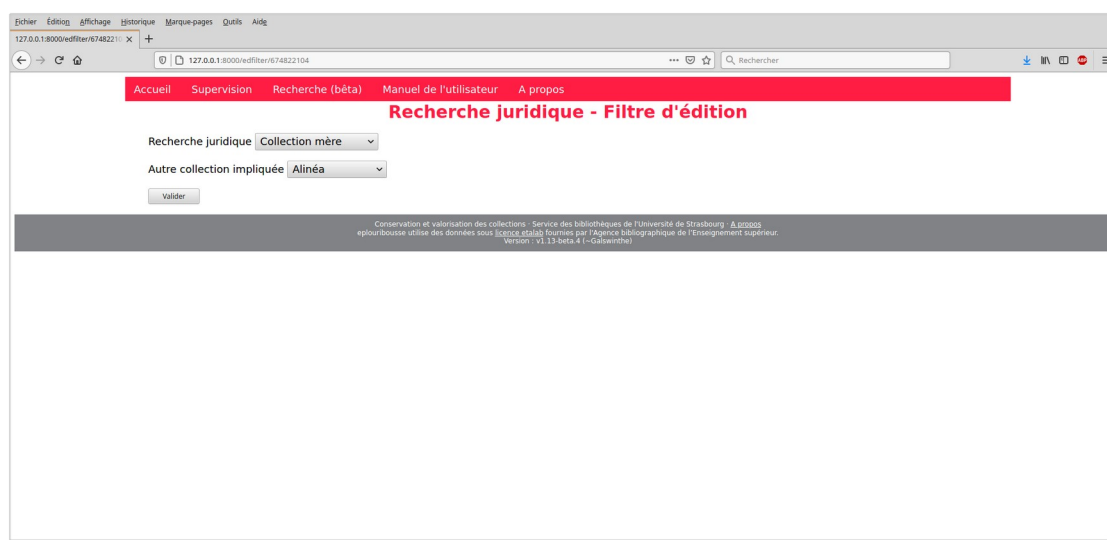 Fichier Édition Affichage Historique Marque-pages Outils Aide
127.0.0.1:8000/edfilter/67482210 × +
127.0.0.1:8000/edfilter/674822104 ••• Rechercher ABP
Accueil Supervision Recherche (bêta) Manuel de l'utilisateur A propos
Recherche juridique - Filtre d'édition
Recherche juridique Collection mère
Autre collection impliquée Alinéa
Valider
Conservation et valorisation des collections · Service des bibliothèques de l'Université de Strasbourg · A propos
eplouribousse utilise des données sous licence etalab fournies par l'Agence bibliographique de l'Enseignement supérieur.
Version : v1.13-beta.4 (~Galswinthe)